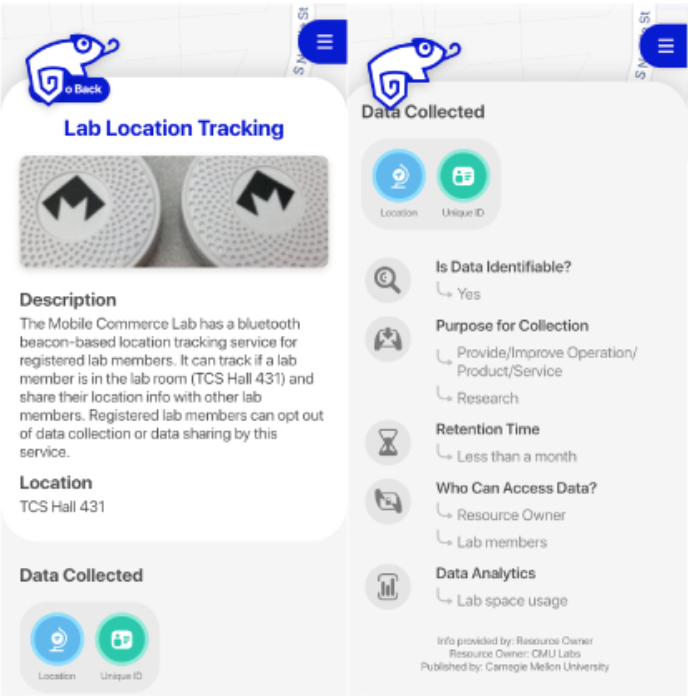 S N
o Back
Lab Location Tracking
Description
The Mobile Commerce Lab has a bluetooth
beacon-based location tracking service for
registered lab members. It can track if a lab
member is in the lab room (TCS Hall 431) and
share their location info with other lab
members. Registered lab members can opt out
of data collection or data sharing by this
service.
Location
TCS Hall 431
Data Collected
Location
Unique ID
S N
St
Data Collected
Location
Unique ID
Is Data Identifiable?
Yes
Purpose for Collection
Provide/Improve Operation/
Product/Service
Research
Retention Time
Less than a month
Who Can Access Data?
Resource Owner
Lab members
Data Analytics
Lab space usage
Info provided by: Resource Owner
Resource Owner: CMU Labs
Published by: Carnegie Mellon University